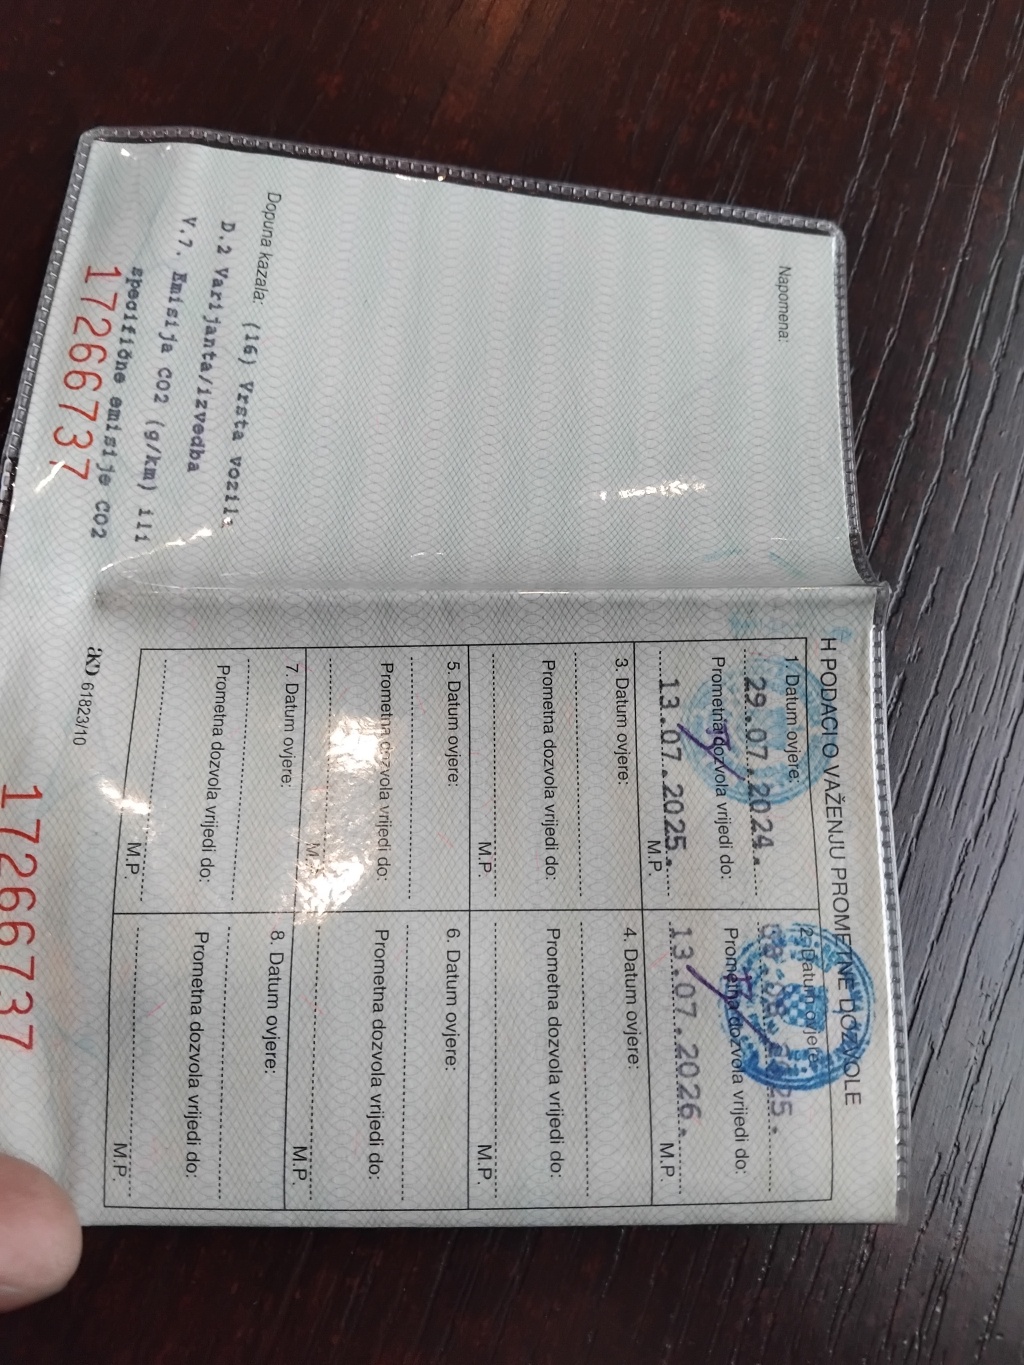 Napomena:
Dopuna kazala: (16) Vrsta vozila
D.2 Varijanta/izvedba
V.7. Emisija CO2 (g/km) ili
specifične emisije CO2
17266737
H PODACI O VAŽENJU PROMETNE DOZVOLE
1. Datum ovjere:
29.07.2024.
Prometna dozvola vrijedi do:
13.07.2025.
M.P.
2. Datum ovjere:
25.
Prometna dozvola vrijedi do:
13.07.2026.
M.P.
3. Datum ovjere:
Prometna dozvola vrijedi do:
M.P.
4. Datum ovjere:
Prometna dozvola vrijedi do:
M.P.
5. Datum ovjere:
Prometna dozvola vrijedi do:
M.P.
6. Datum ovjere:
Prometna dozvola vrijedi do:
M.P.
7. Datum ovjere:
Prometna dozvola vrijedi do:
M.P.
8. Datum ovjere:
Prometna dozvola vrijedi do:
M.P.
akd 61823/10
17266737